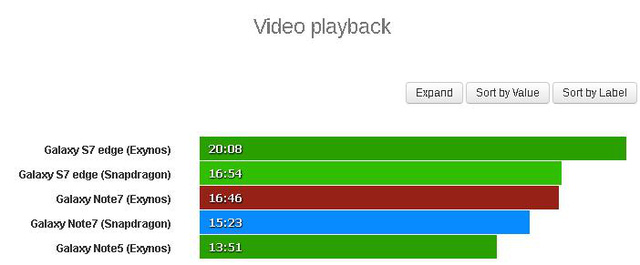 Video playback
Expand Sort by Value Sort by Label
Galaxy S7 edge (Exynos) 20:08
Galaxy S7 edge (Snapdragon) 16:54
Galaxy Note7 (Exynos) 16:46
Galaxy Note7 (Snapdragon) 15:23
Galaxy Note5 (Exynos) 13:51